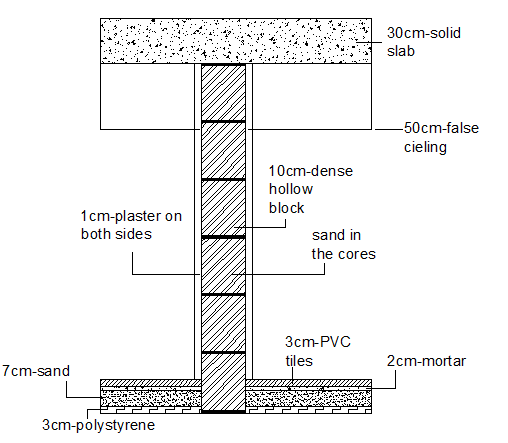 30cm-solid
slab
50cm-false
cieling
10cm-dense
hollow
block
1cm-plaster on
both sides
sand in
the cores
3cm-PVC
tiles
2cm-mortar
7cm-sand
3cm-polystyrene